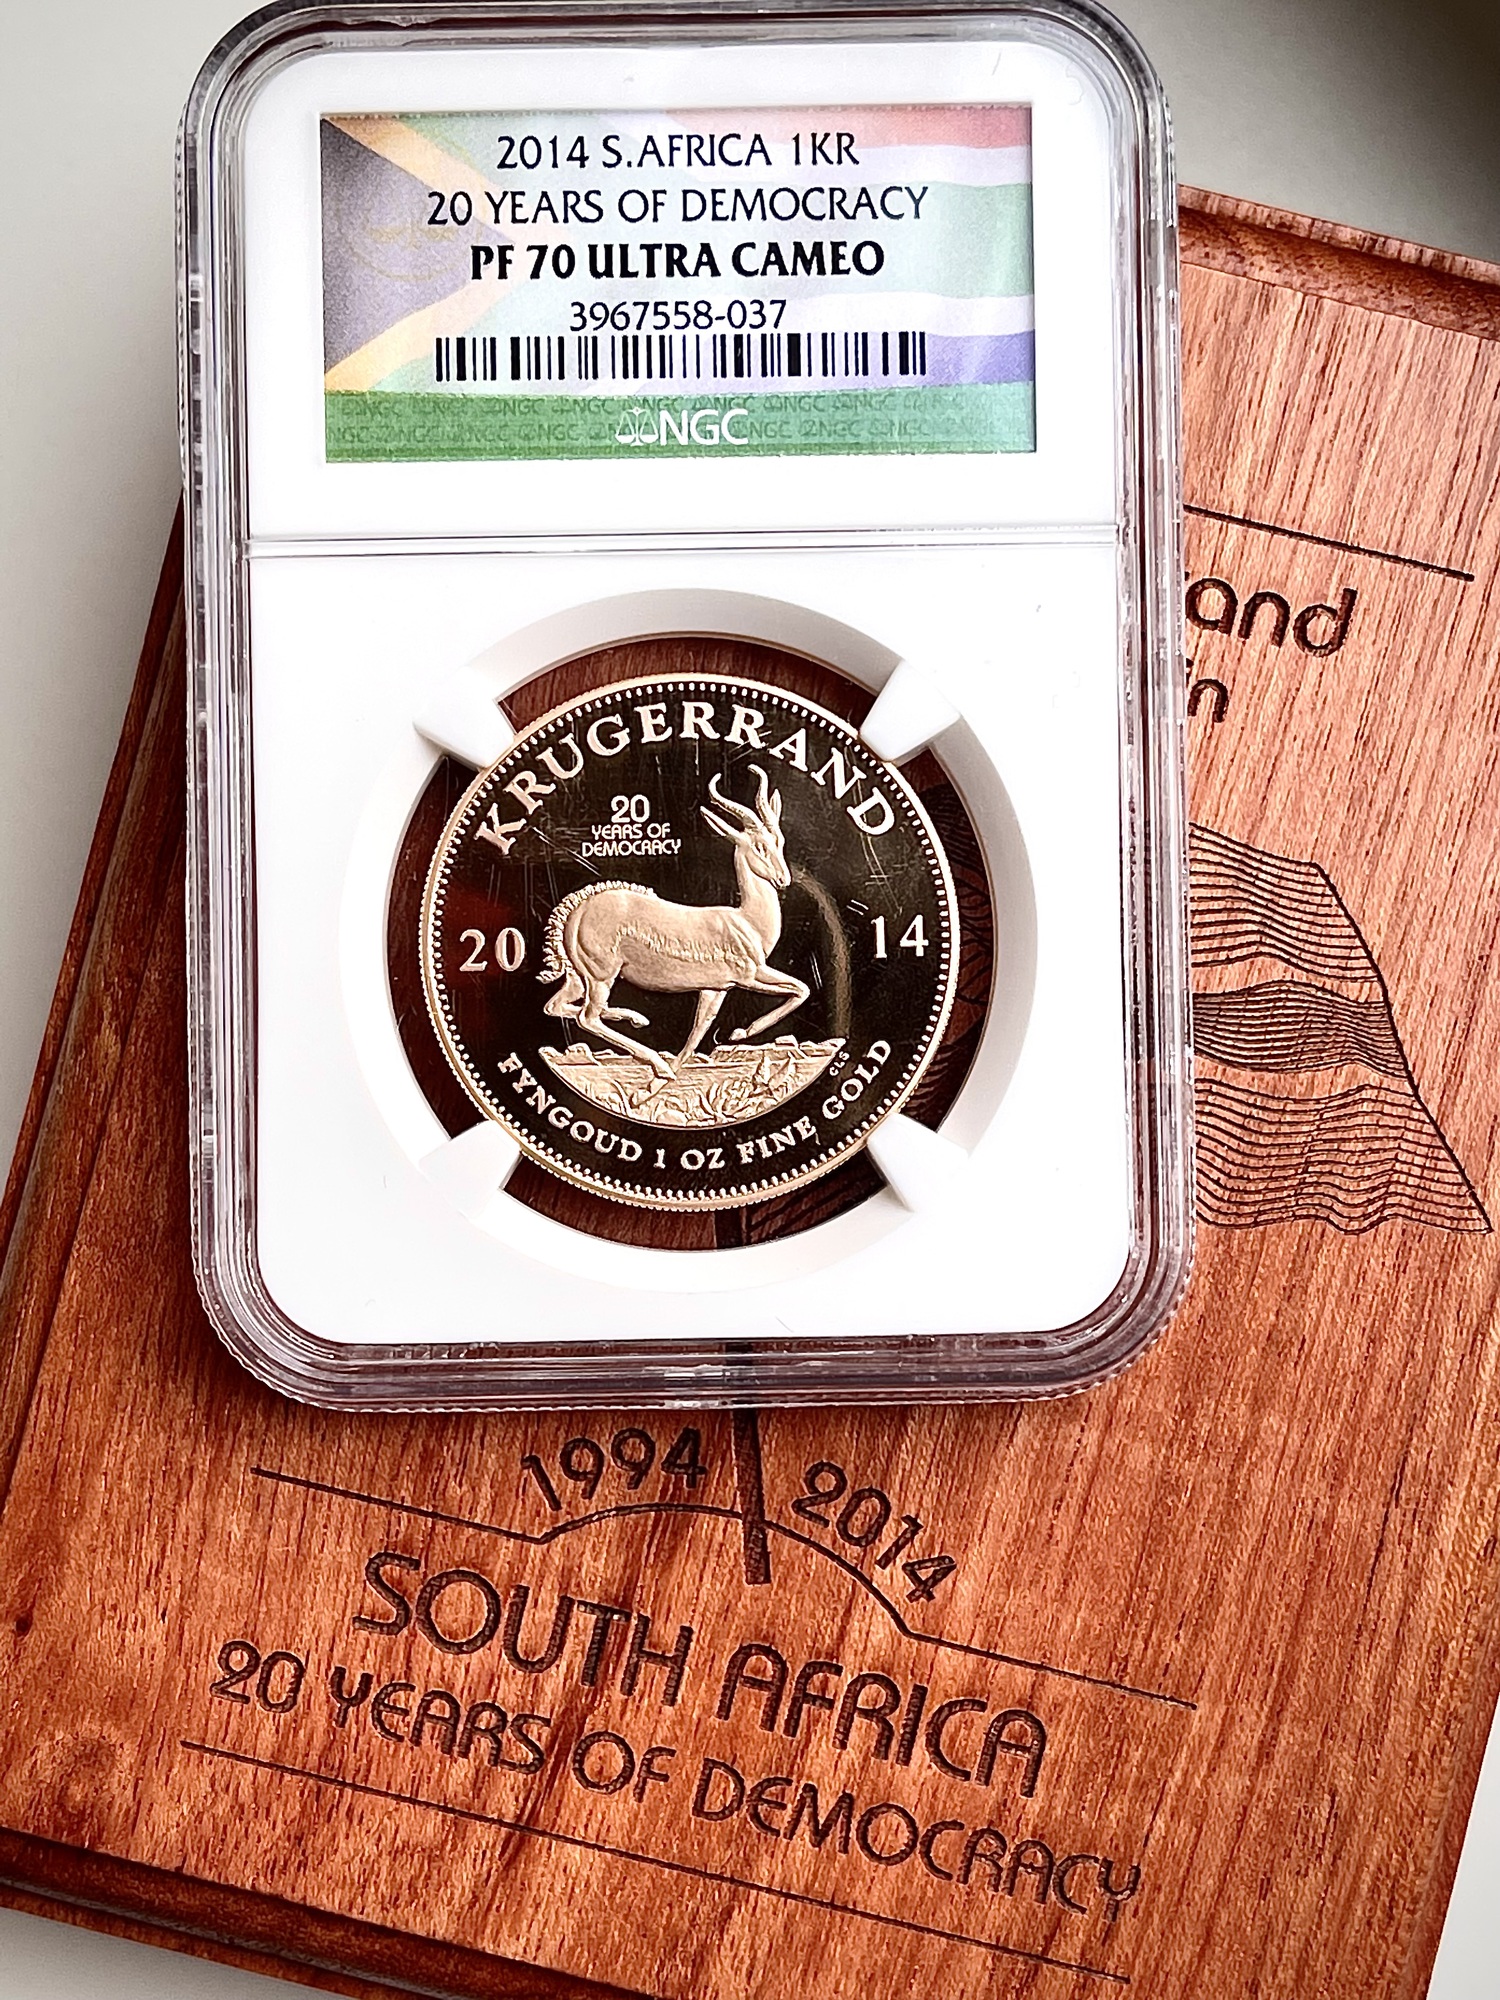 2014 S.AFRICA 1KR
20 YEARS OF DEMOCRACY
PF 70 ULTRA CAMEO
3967558-037
NGC
KRUGERRAND
20
YEARS OF
DEMOCRACY
20 14
CLS
FYNGOUD 1 OZ FINE GOLD
1994 2014
SOUTH AFRICA
20 YEARS OF DEMOCRACY